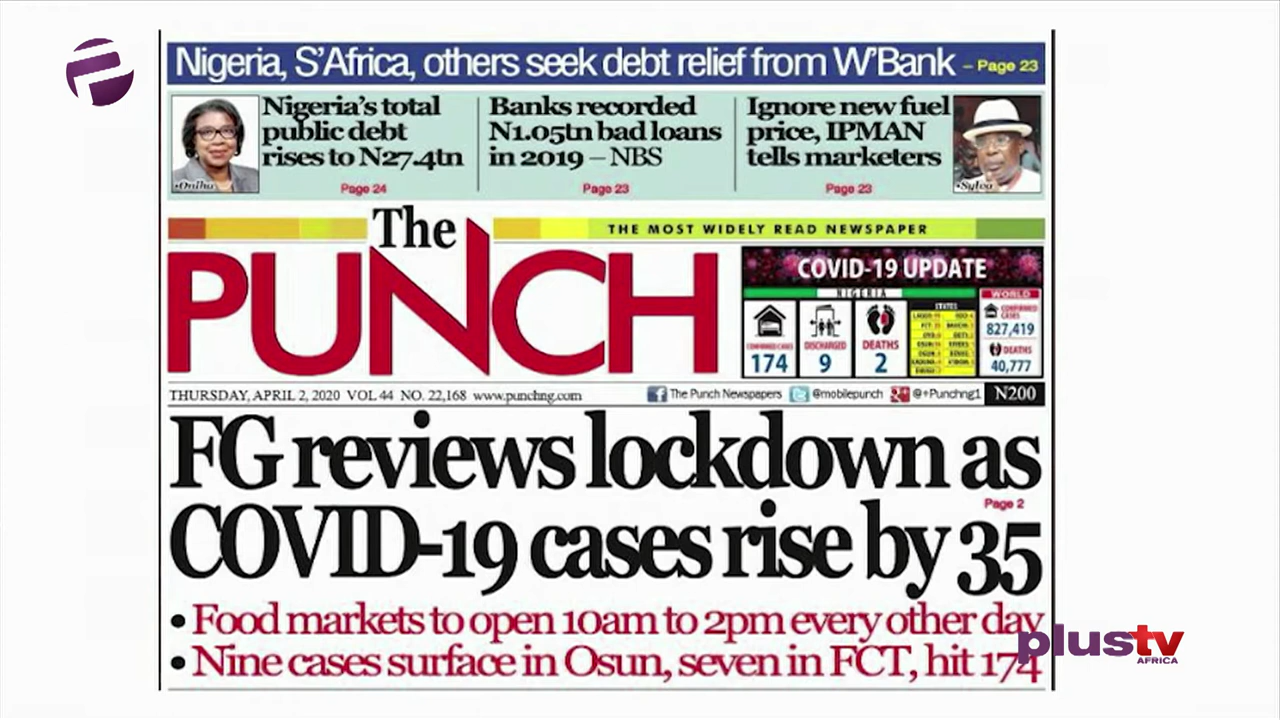 Nigeria, S'Africa, others seek debt relief from W'Bank – Page 23
Nigeria's total
public debt
rises to N27.4tn
Page 24
•Oniha
Banks recorded
N1.05tn bad loans
in 2019 – NBS
Page 23
Ignore new fuel
price, IPMAN
tells marketers
Page 23
•Sylva
The
PUNCH
THE MOST WIDELY READ NEWSPAPER
COVID-19 UPDATE
NIGERIA
CONFIRMED CASES
174
DISCHARGED
9
DEATHS
2
STATES
WORLD
CONFIRMED
CASES
827,419
DEATHS
40,777
THURSDAY, APRIL 2, 2020 VOL 44 NO. 22,168 www.punchng.com
The Punch Newspapers @mobilepunch @+Punchng1 N200
FG reviews lockdown as
Page 2
COVID-19 cases rise by 35
• Food markets to open 10am to 2pm every other day
• Nine cases surface in Osun, seven in FCT, hit 174
plustv
AFRICA